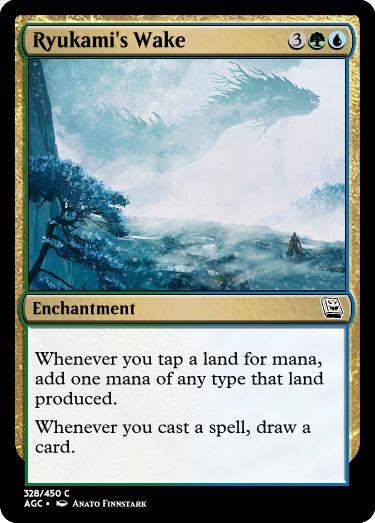 Ryukami's Wake 3
Enchantment
Whenever you tap a land for mana,
add one mana of any type that land
produced.
Whenever you cast a spell, draw a
card.
328/450 C
AGC • Anato Finnstark